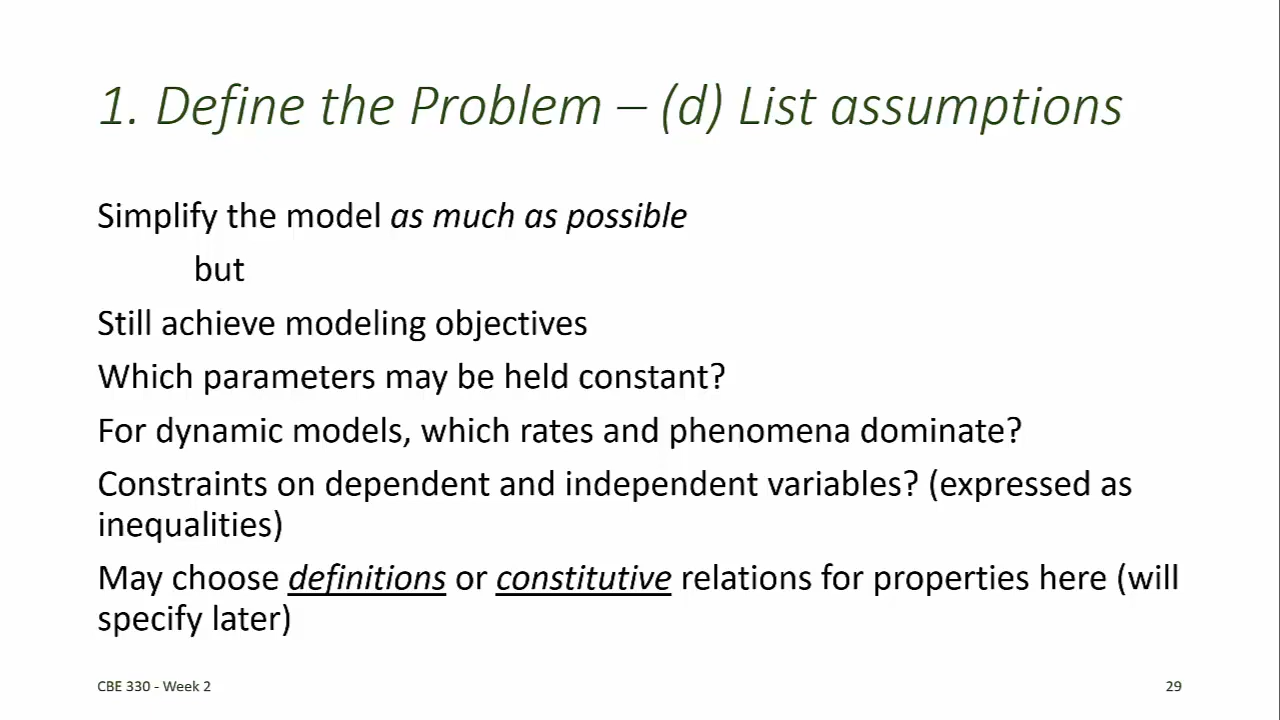 1. Define the Problem – (d) List assumptions
Simplify the model as much as possible
but
Still achieve modeling objectives
Which parameters may be held constant?
For dynamic models, which rates and phenomena dominate?
Constraints on dependent and independent variables? (expressed as
inequalities)
May choose definitions or constitutive relations for properties here (will
specify later)
CBE 330 - Week 2
29